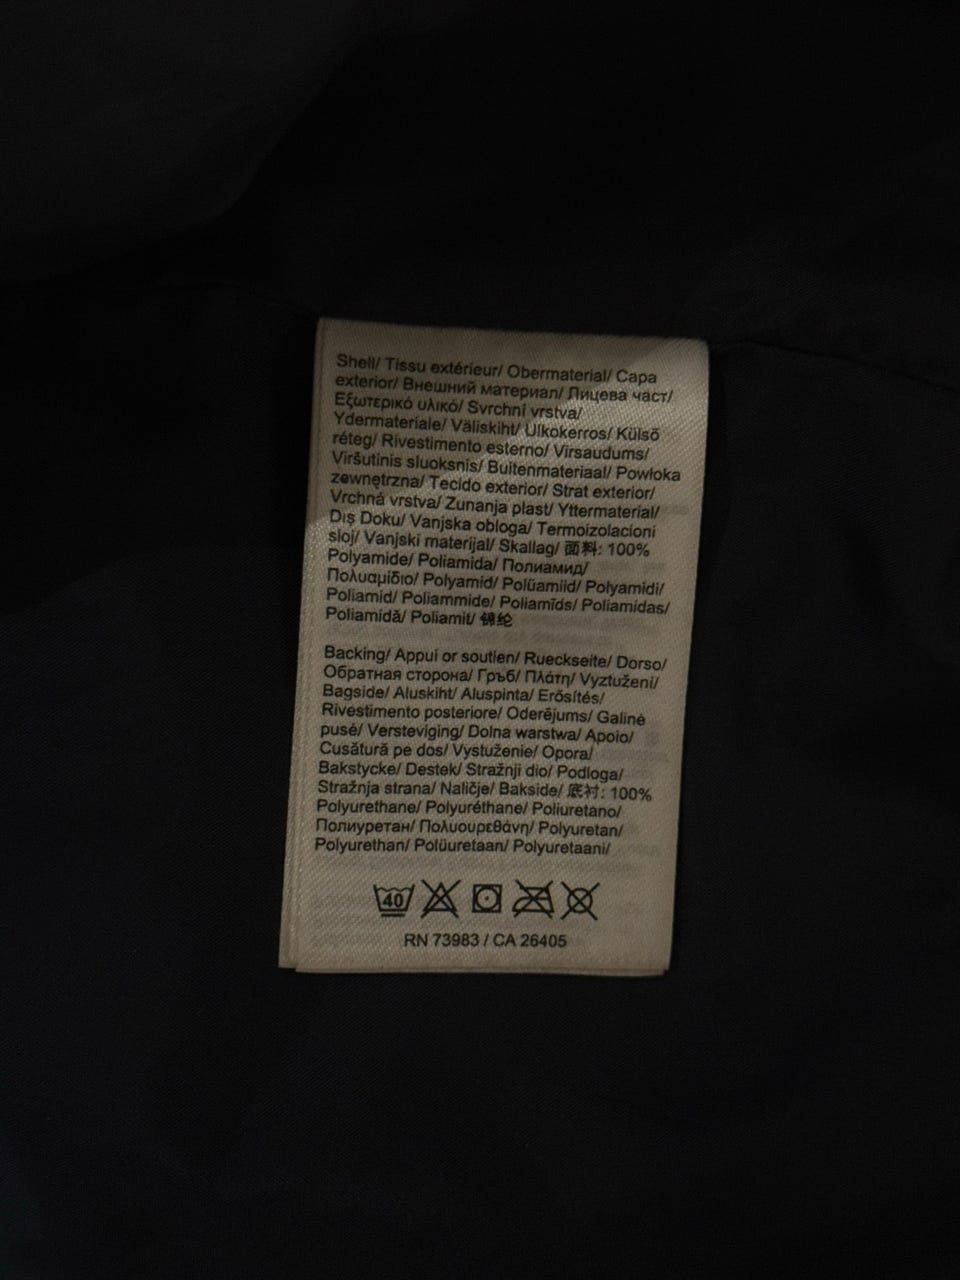 Shell/ Tissu extérieur/ Obermaterial/ Capa
exterior/ Внешний материал/ Лицева част/
Εξωτερικό υλικό/ Svrchní vrstva/
Ydermateriale/ Väliskiht/ Ulkokerros/ Külső
réteg/ Rivestimento esterno/ Virsaudums/
Viršutinis sluoksnis/ Buitenmateriaal/ Powłoka
zewnętrzna/ Tecido exterior/ Strat exterior/
Vrchná vrstva/ Zunanja plast/ Yttermaterial/
Dış Doku/ Vanjska obloga/ Termoizolacioni
sloj/ Vanjski materijal/ Skallag/ 面料: 100%
Polyamide/ Poliamida/ Полиамид/
Πολυαμίδιο/ Polyamid/ Polüamiid/ Polyamidi/
Poliamid/ Poliammide/ Poliamīds/ Poliamidas/
Poliamidă/ Poliamit/ 锦纶
Backing/ Appui or soutien/ Rueckseite/ Dorso/
Обратная сторона/ Гръб/ Πλάτη/ Vyztužení/
Bagside/ Aluskiht/ Aluspinta/ Erősítés/
Rivestimento posteriore/ Oderējums/ Galinė
pusė/ Versteviging/ Dolna warstwa/ Apoio/
Cusătură pe dos/ Vystuženie/ Opora/
Bakstycke/ Destek/ Stražnji dio/ Podloga/
Stražnja strana/ Naličje/ Bakside/ 底衬: 100%
Polyurethane/ Polyuréthane/ Poliuretano/
Полиуретан/ Πολυουρεθάνη/ Polyuretan/
Polyurethan/ Polüuretaan/ Polyuretaani/
40
RN 73983 / CA 26405